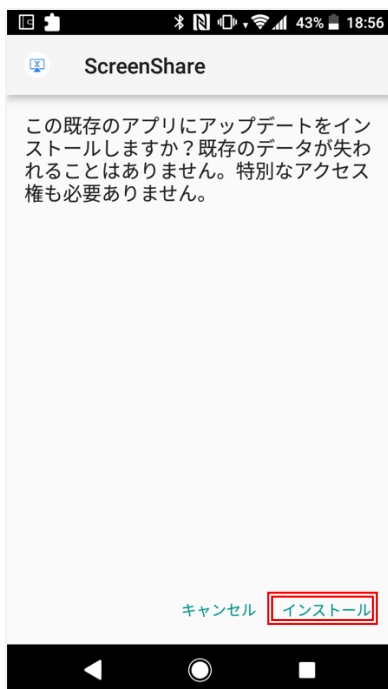 43% 18:56
ScreenShare
この既存のアプリにアップデートをイン
ストールしますか？既存のデータが失わ
れることはありません。特別なアクセス
権も必要ありません。
キャンセル インストール